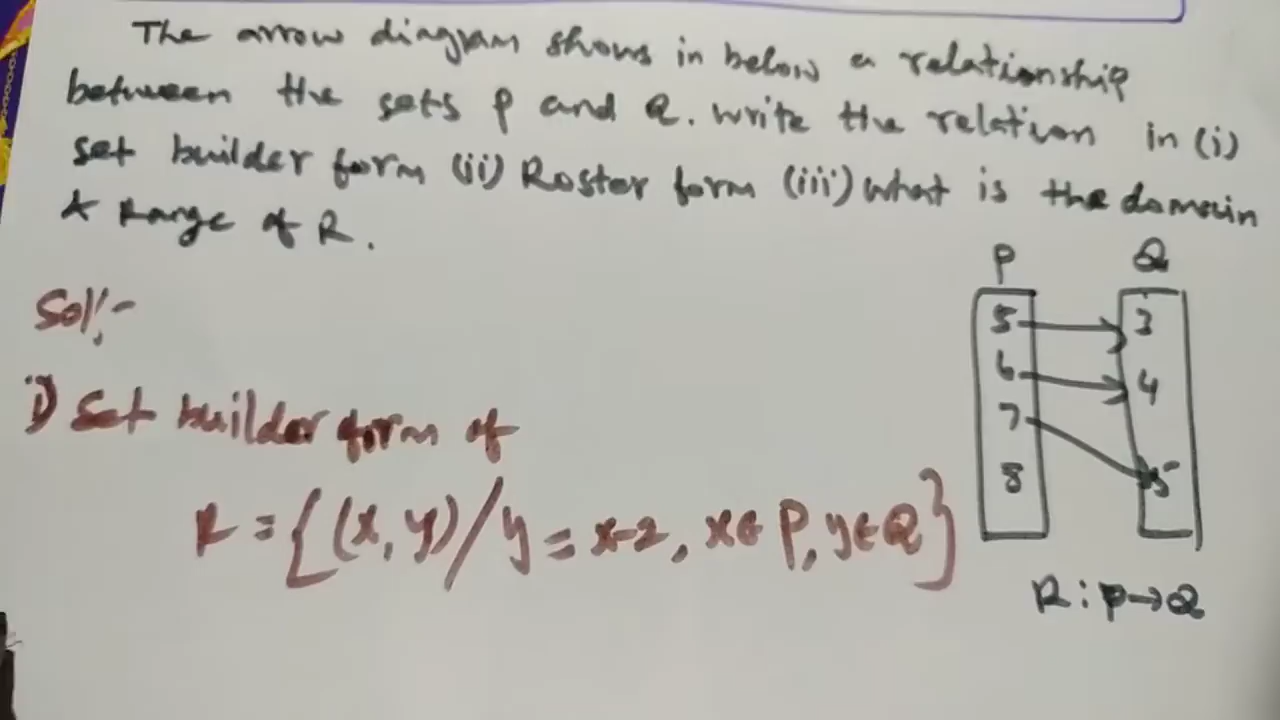 The arrow diagram shows in below a relationship
between the sets P and Q. write the relation in (i)
set builder form (ii) Roster form (iii) what is the domain
& Range of R.
P Q
5 3
6 4
7
8 5
R : P→Q
Sol:-
i) Set builder form of
R = {(x, y) / y = x-2, x∈ P, y∈ Q}